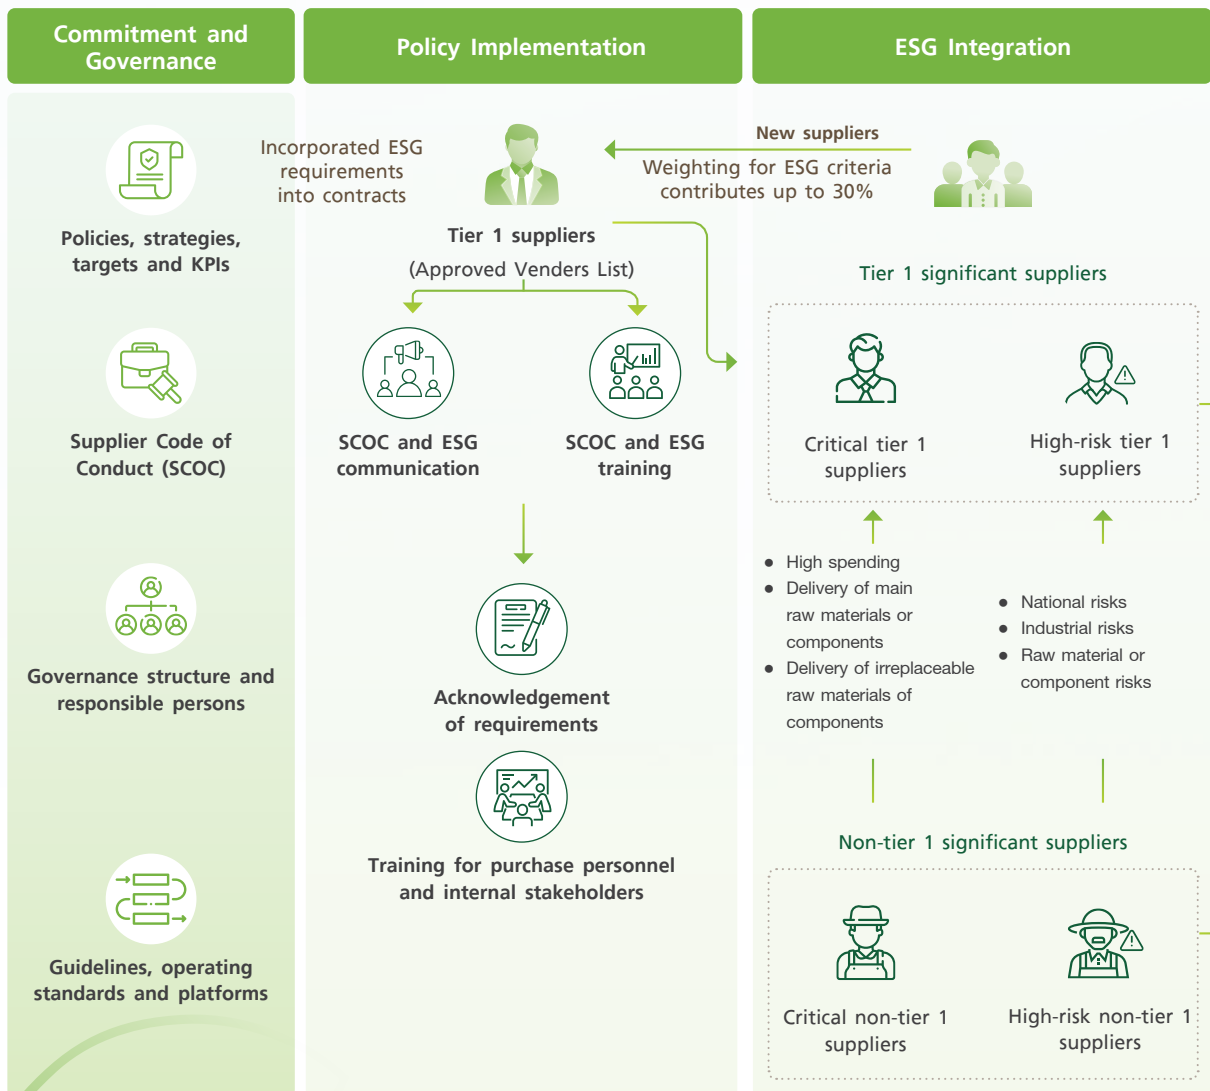 Commitment and
Governance
Policies, strategies,
targets and KPIs
Supplier Code of
Conduct (SCOC)
Governance structure and
responsible persons
Guidelines, operating
standards and platforms
Policy Implementation
Incorporated ESG
requirements
into contracts
Tier 1 suppliers
(Approved Venders List)
SCOC and ESG
communication
SCOC and ESG
training
Acknowledgement
of requirements
Training for purchase personnel
and internal stakeholders
ESG Integration
New suppliers
Weighting for ESG criteria
contributes up to 30%
Tier 1 significant suppliers
Critical tier 1
suppliers
High-risk tier 1
suppliers
● High spending
● Delivery of main
raw materials or
components
● Delivery of irreplaceable
raw materials of
components
● National risks
● Industrial risks
● Raw material or
component risks
Non-tier 1 significant suppliers
Critical non-tier 1
suppliers
High-risk non-tier 1
suppliers